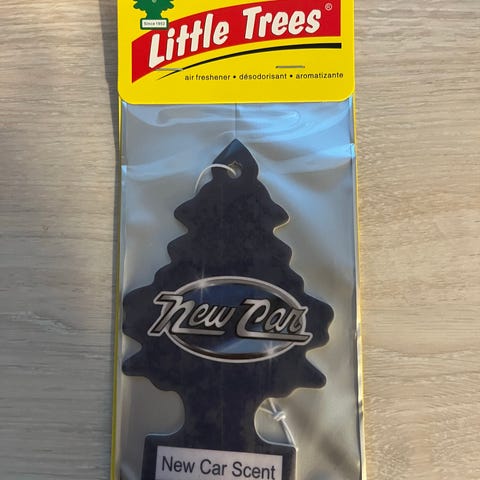 Since 1952
Little Trees®
air freshener • désodorisant • aromatizante
New Car
New Car Scent